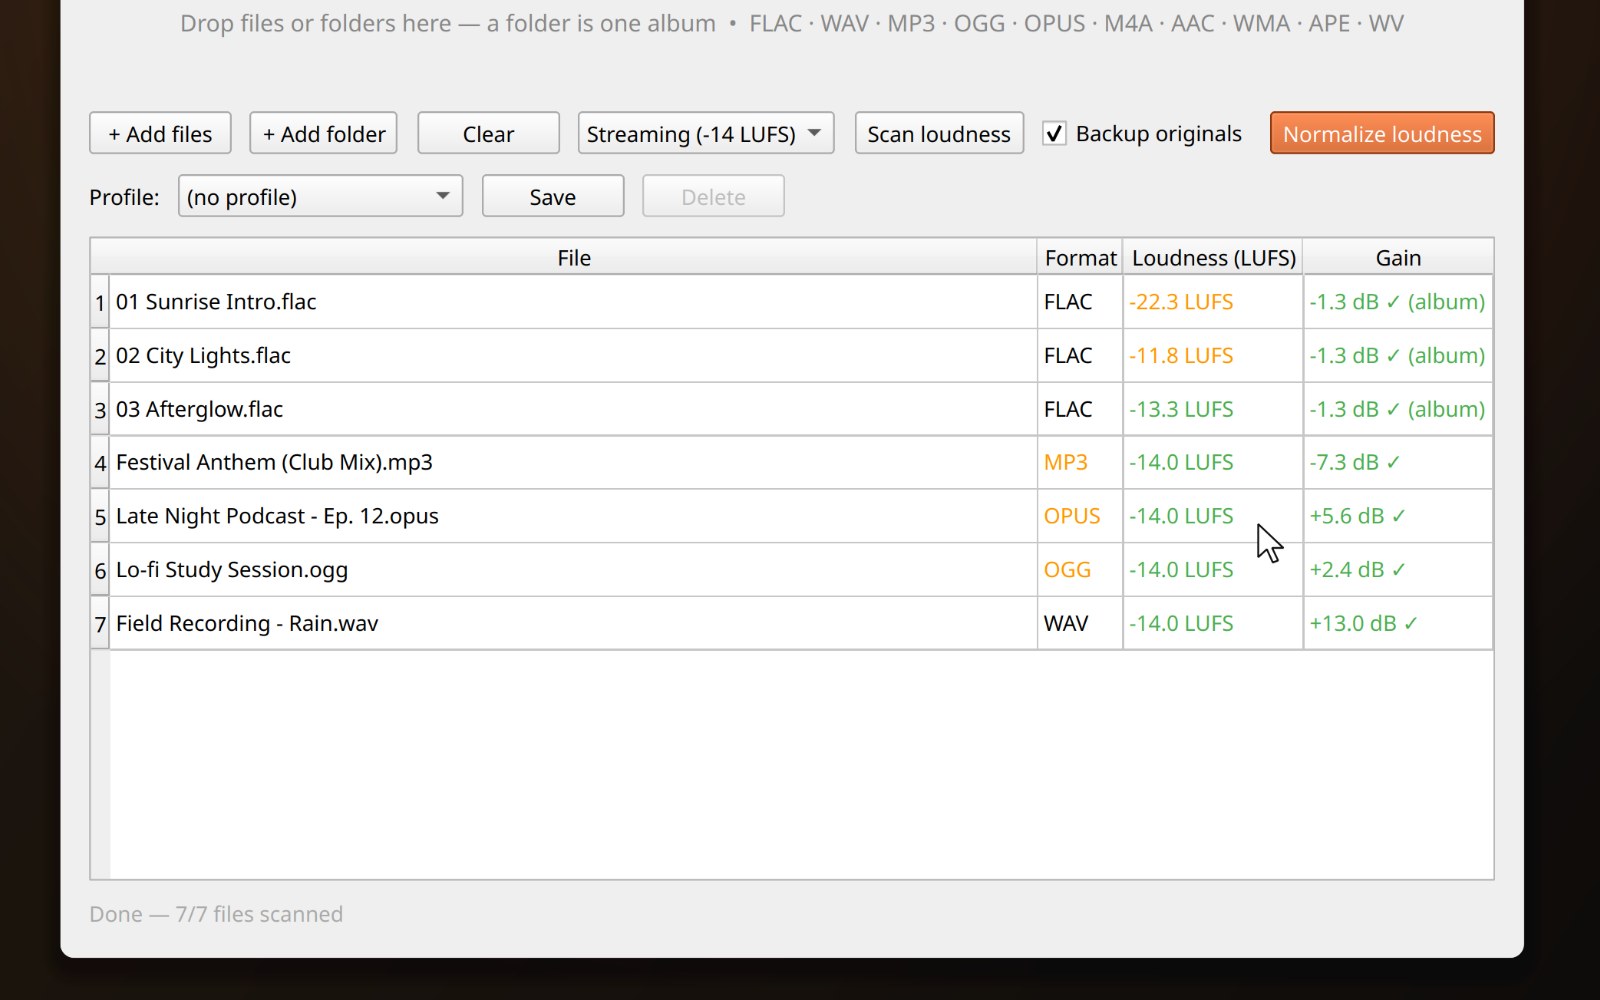 Drop files or folders here — a folder is one album • FLAC · WAV · MP3 · OGG · OPUS · M4A · AAC · WMA · APE · WV
+ Add files + Add folder Clear Streaming (-14 LUFS) Scan loudness Backup originals Normalize loudness
Profile: (no profile) Save Delete
File Format Loudness (LUFS) Gain
1 01 Sunrise Intro.flac FLAC -22.3 LUFS -1.3 dB ✓ (album)
2 02 City Lights.flac FLAC -11.8 LUFS -1.3 dB ✓ (album)
3 03 Afterglow.flac FLAC -13.3 LUFS -1.3 dB ✓ (album)
4 Festival Anthem (Club Mix).mp3 MP3 -14.0 LUFS -7.3 dB ✓
5 Late Night Podcast - Ep. 12.opus OPUS -14.0 LUFS +5.6 dB ✓
6 Lo-fi Study Session.ogg OGG -14.0 LUFS +2.4 dB ✓
7 Field Recording - Rain.wav WAV -14.0 LUFS +13.0 dB ✓
Done — 7/7 files scanned